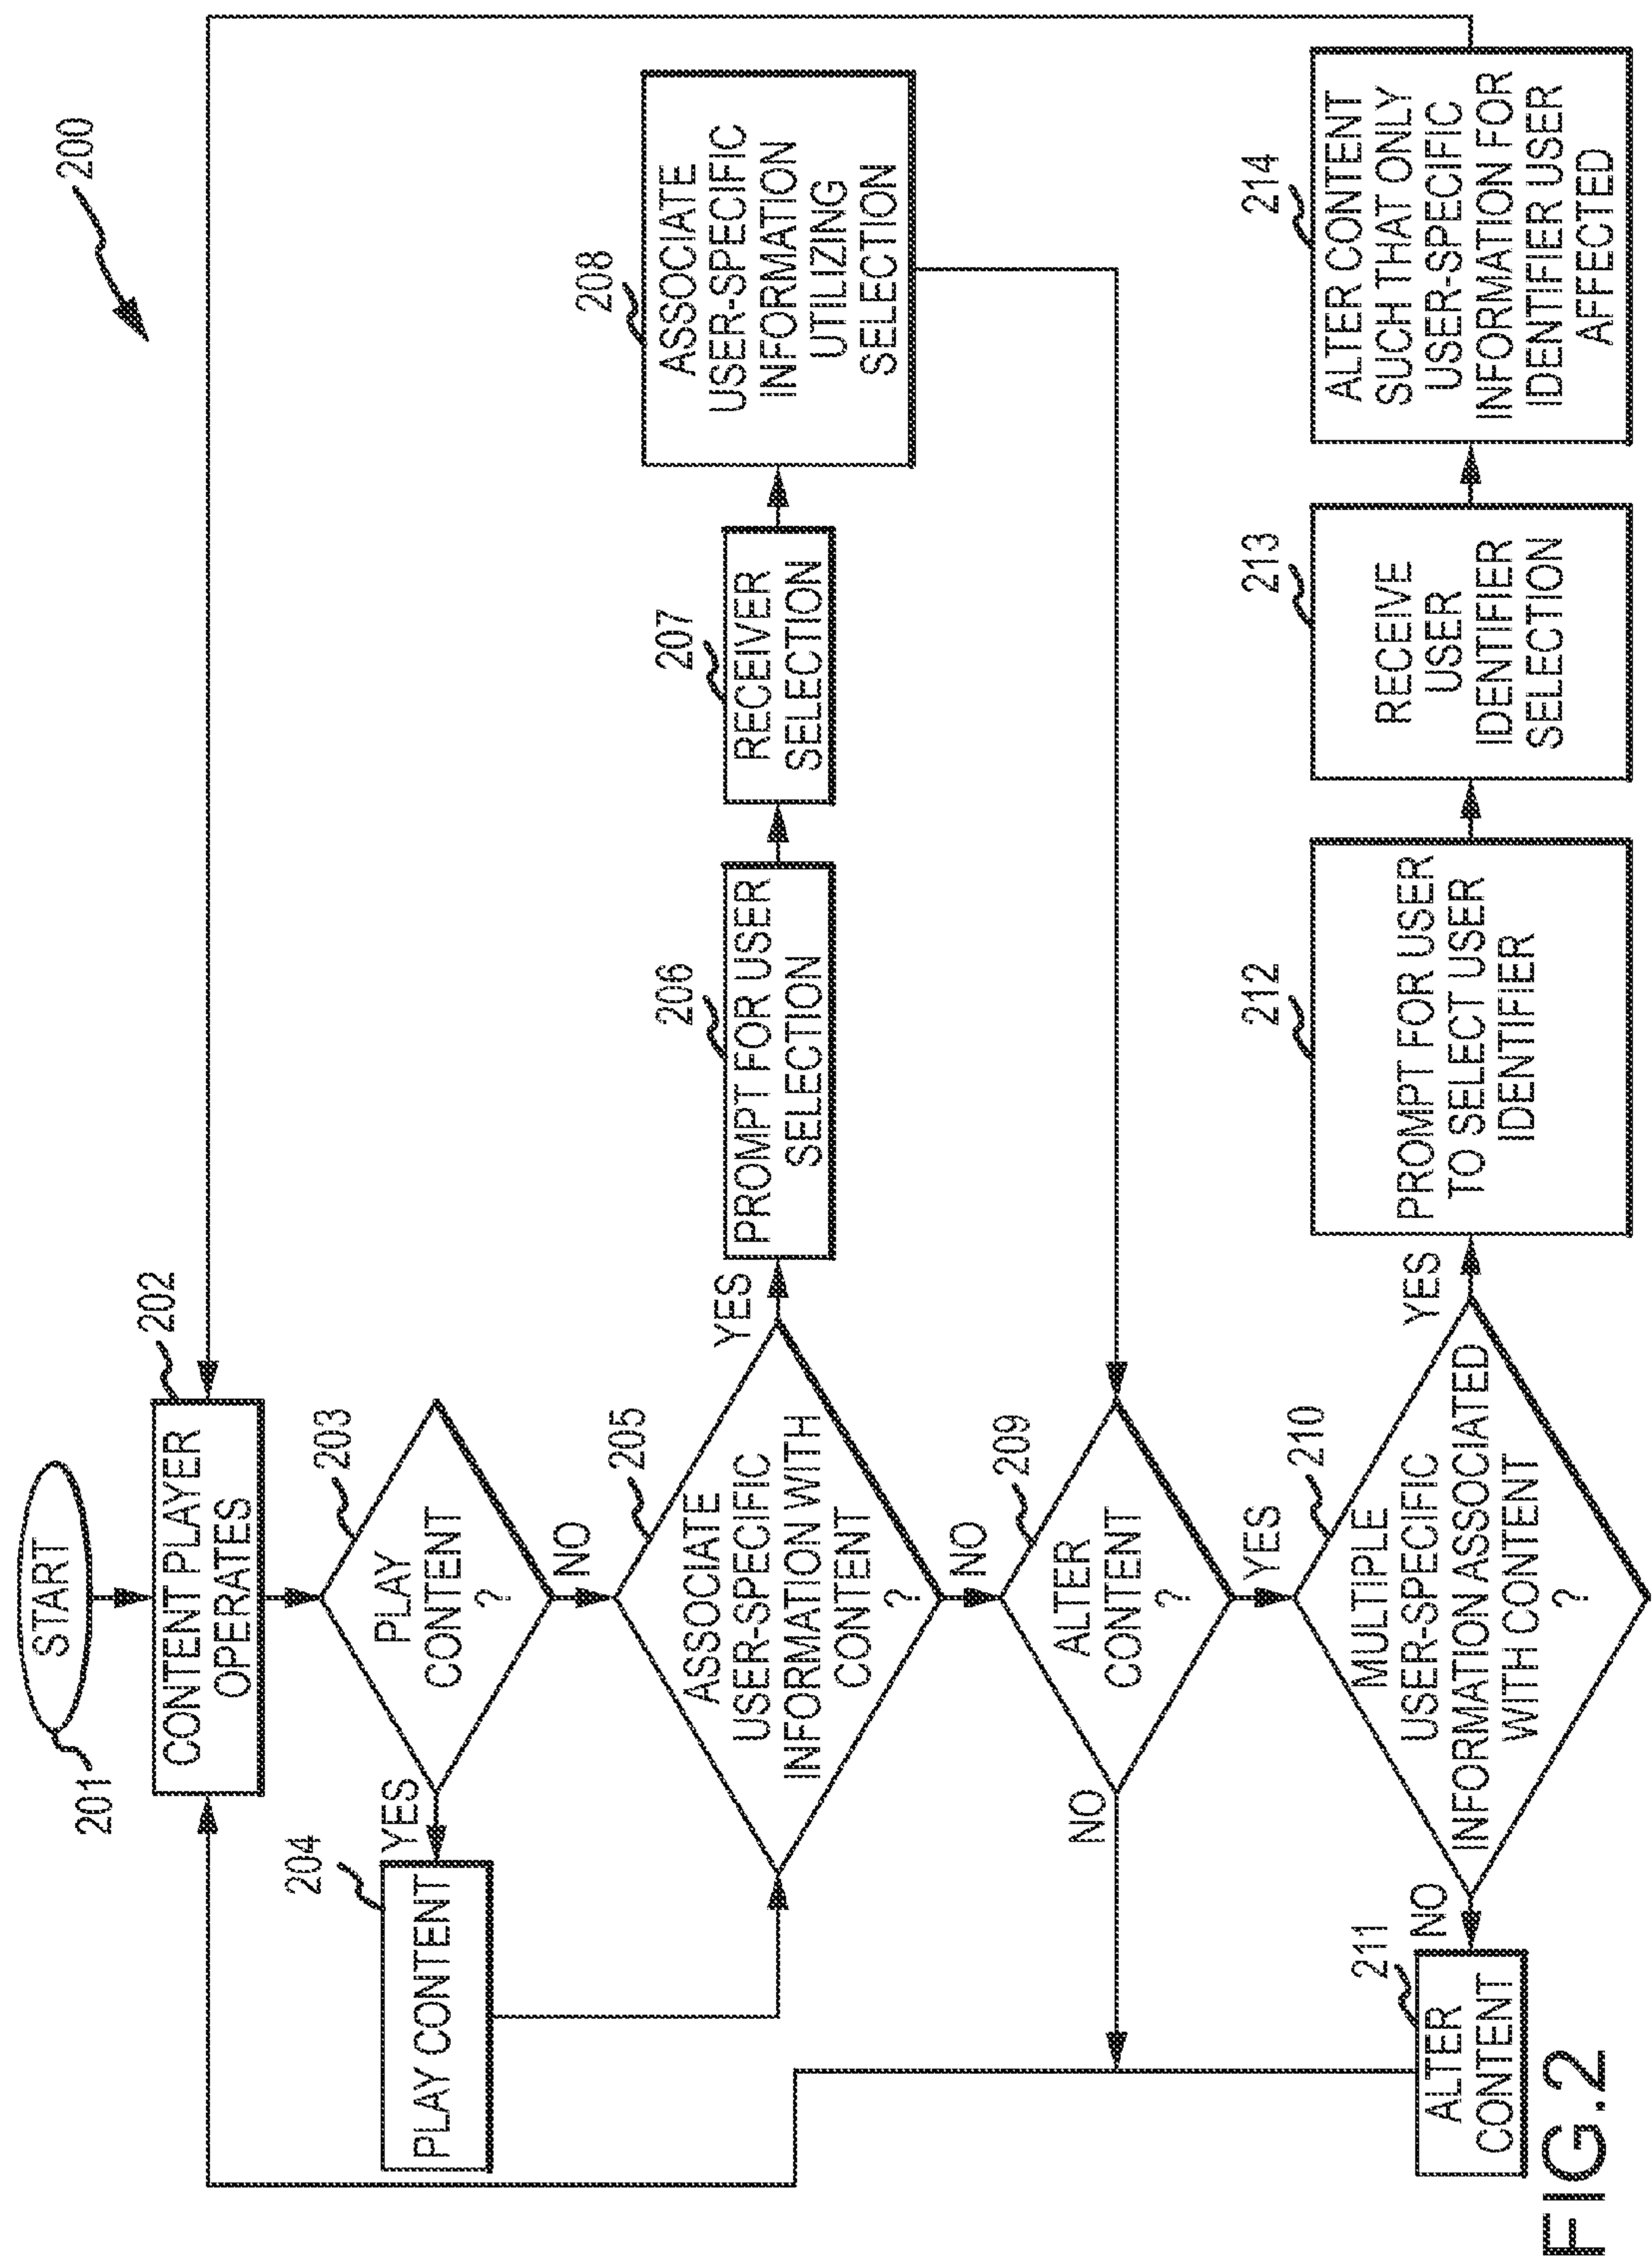 200
START
201
CONTENT PLAYER
OPERATES
202
PLAY
CONTENT
?
203
YES
NO
PLAY CONTENT
204
ASSOCIATE
USER-SPECIFIC
INFORMATION WITH
CONTENT
?
205
YES
NO
PROMPT FOR USER
SELECTION
206
RECEIVER
SELECTION
207
ASSOCIATE
USER-SPECIFIC
INFORMATION
UTILIZING
SELECTION
208
ALTER
CONTENT
?
209
NO
YES
MULTIPLE
USER-SPECIFIC
INFORMATION ASSOCIATED
WITH CONTENT
?
210
NO
YES
ALTER
CONTENT
211
PROMPT FOR USER
TO SELECT USER
IDENTIFIER
212
RECEIVE
USER
IDENTIFIER
SELECTION
213
ALTER CONTENT
SUCH THAT ONLY
USER-SPECIFIC
INFORMATION FOR
IDENTIFIER USER
AFFECTED
214
FIG.2